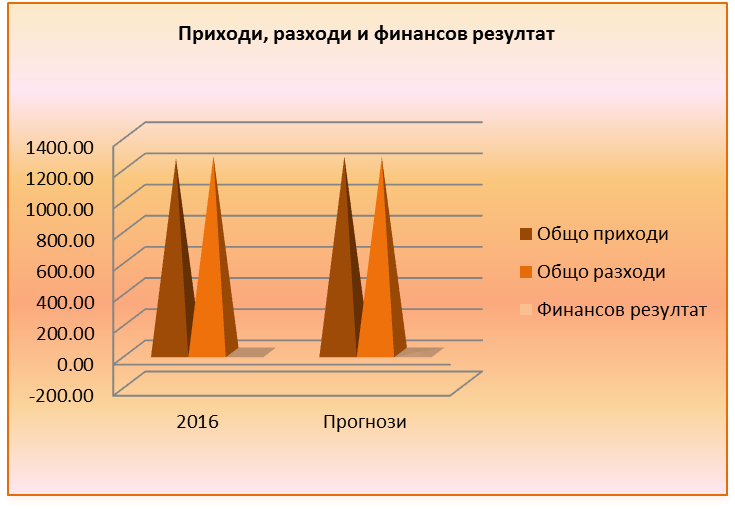 Приходи, разходи и финансов резултат
1400.00
1200.00
1000.00
800.00
600.00
400.00
200.00
0.00
-200.00
2016
Прогнози
Общо приходи
Общо разходи
Финансов резултат